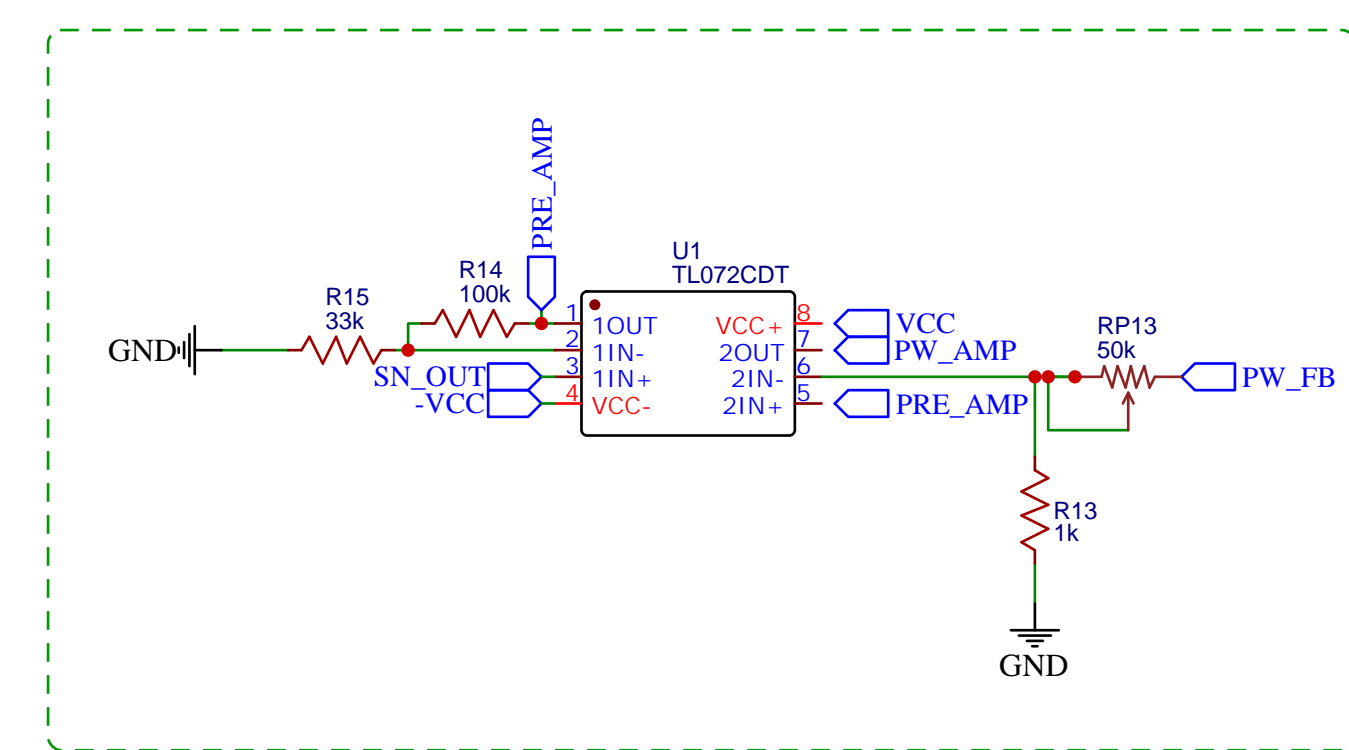 PRE_AMP
U1
TL072CDT
R14
100k
R15
33k
GND
SN_OUT
-VCC
1
2
3
4
1OUT
1IN-
1IN+
VCC-
VCC+
2OUT
2IN-
2IN+
8
7
6
5
VCC
PW_AMP
PRE_AMP
RP13
50k
PW_FB
R13
1k
GND